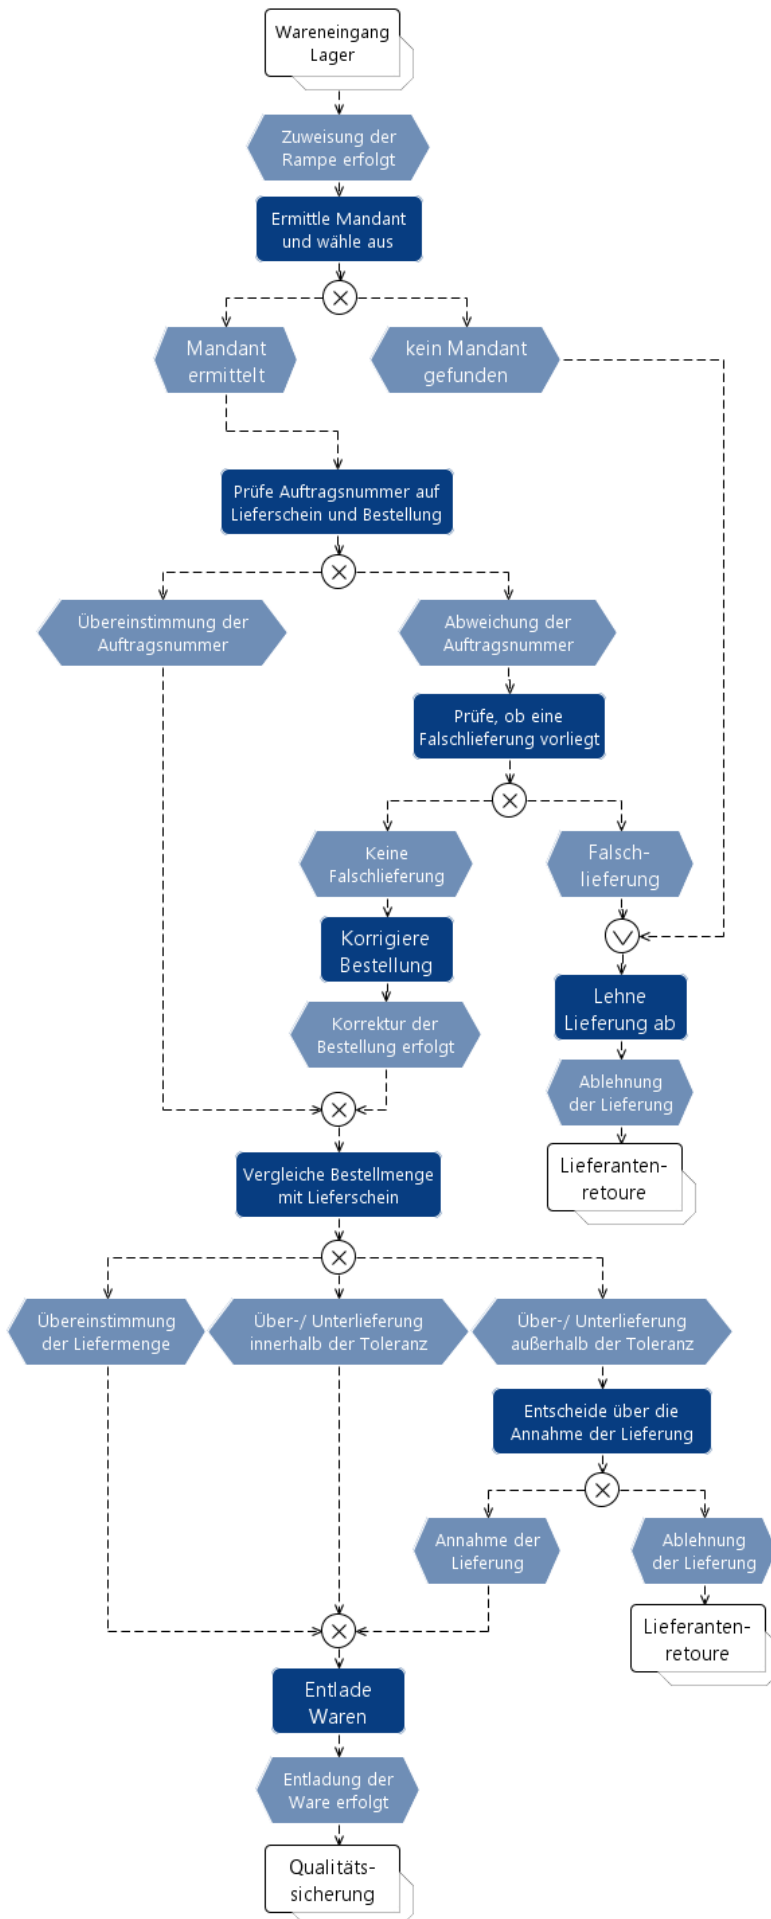 Wareneingang
Lager
Zuweisung der
Rampe erfolgt
Ermittle Mandant
und wähle aus
Mandant
ermittelt
kein Mandant
gefunden
Prüfe Auftragsnummer auf
Lieferschein und Bestellung
Übereinstimmung der
Auftragsnummer
Abweichung der
Auftragsnummer
Prüfe, ob eine
Falschlieferung vorliegt
Keine
Falschlieferung
Falsch-
lieferung
Korrigiere
Bestellung
Lehne
Lieferung ab
Korrektur der
Bestellung erfolgt
Ablehnung
der Lieferung
Vergleiche Bestellmenge
mit Lieferschein
Lieferanten-
retoure
Übereinstimmung
der Liefermenge
Über-/ Unterlieferung
innerhalb der Toleranz
Über-/ Unterlieferung
außerhalb der Toleranz
Entscheide über die
Annahme der Lieferung
Annahme der
Lieferung
Ablehnung
der Lieferung
Lieferanten-
retoure
Entlade
Waren
Entladung der
Ware erfolgt
Qualitäts-
sicherung